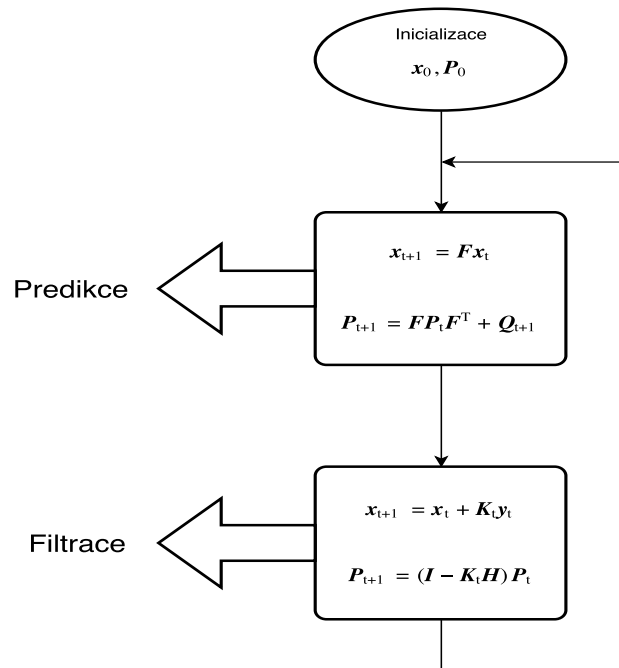 Inicializace
x₀, P₀
Predikce
xₜ₊₁ = Fxₜ
Pₜ₊₁ = FPₜFᵀ + Qₜ₊₁
Filtrace
xₜ₊₁ = xₜ + Kₜyₜ
Pₜ₊₁ = (I − KₜH) Pₜ